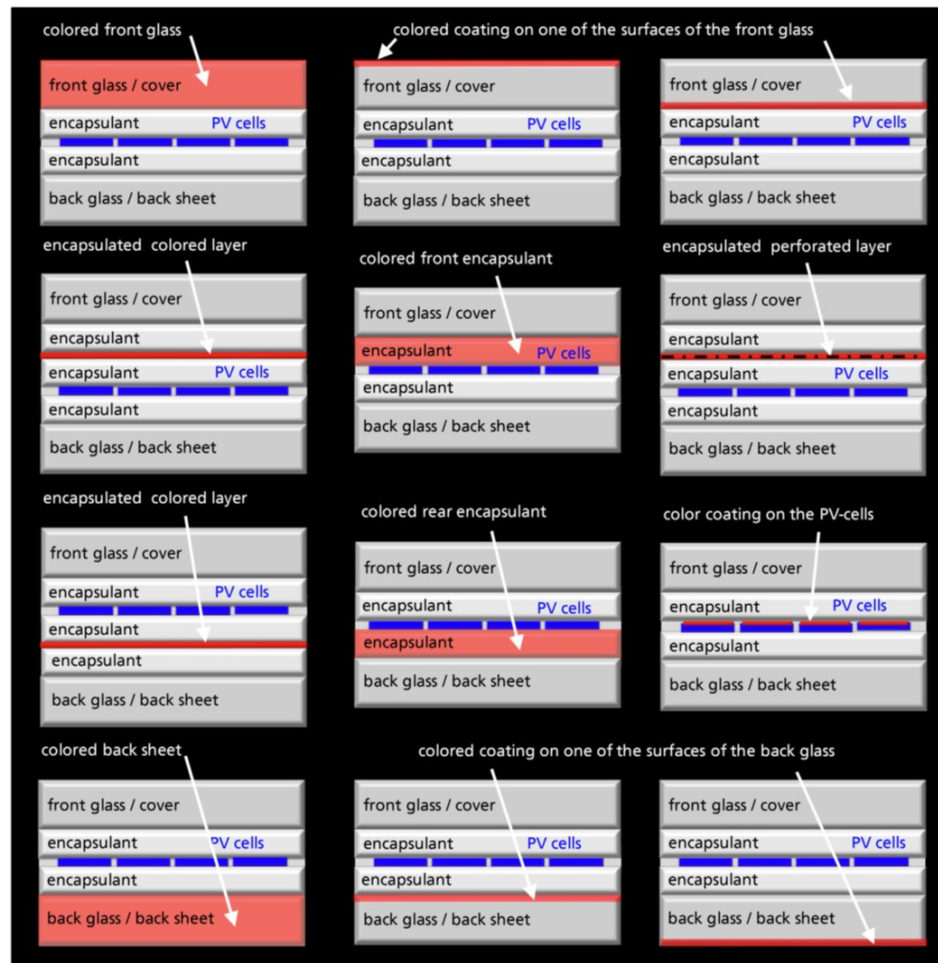 colored front glass
colored coating on one of the surfaces of the front glass
front glass / cover
encapsulant PV cells
encapsulant
back glass / back sheet
front glass / cover
encapsulant PV cells
encapsulant
back glass / back sheet
front glass / cover
encapsulant PV cells
encapsulant
back glass / back sheet
encapsulated colored layer
colored front encapsulant
encapsulated perforated layer
front glass / cover
encapsulant
encapsulant PV cells
encapsulant
back glass / back sheet
front glass / cover
encapsulant PV cells
encapsulant
back glass / back sheet
front glass / cover
encapsulant
encapsulant PV cells
encapsulant
back glass / back sheet
encapsulated colored layer
colored rear encapsulant
color coating on the PV-cells
front glass / cover
encapsulant PV cells
encapsulant
encapsulant
back glass / back sheet
front glass / cover
encapsulant PV cells
encapsulant
back glass / back sheet
front glass / cover
encapsulant PV cells
encapsulant
back glass / back sheet
colored back sheet
colored coating on one of the surfaces of the back glass
front glass / cover
encapsulant PV cells
encapsulant
back glass / back sheet
front glass / cover
encapsulant PV cells
encapsulant
back glass / back sheet
front glass / cover
encapsulant PV cells
encapsulant
back glass / back sheet